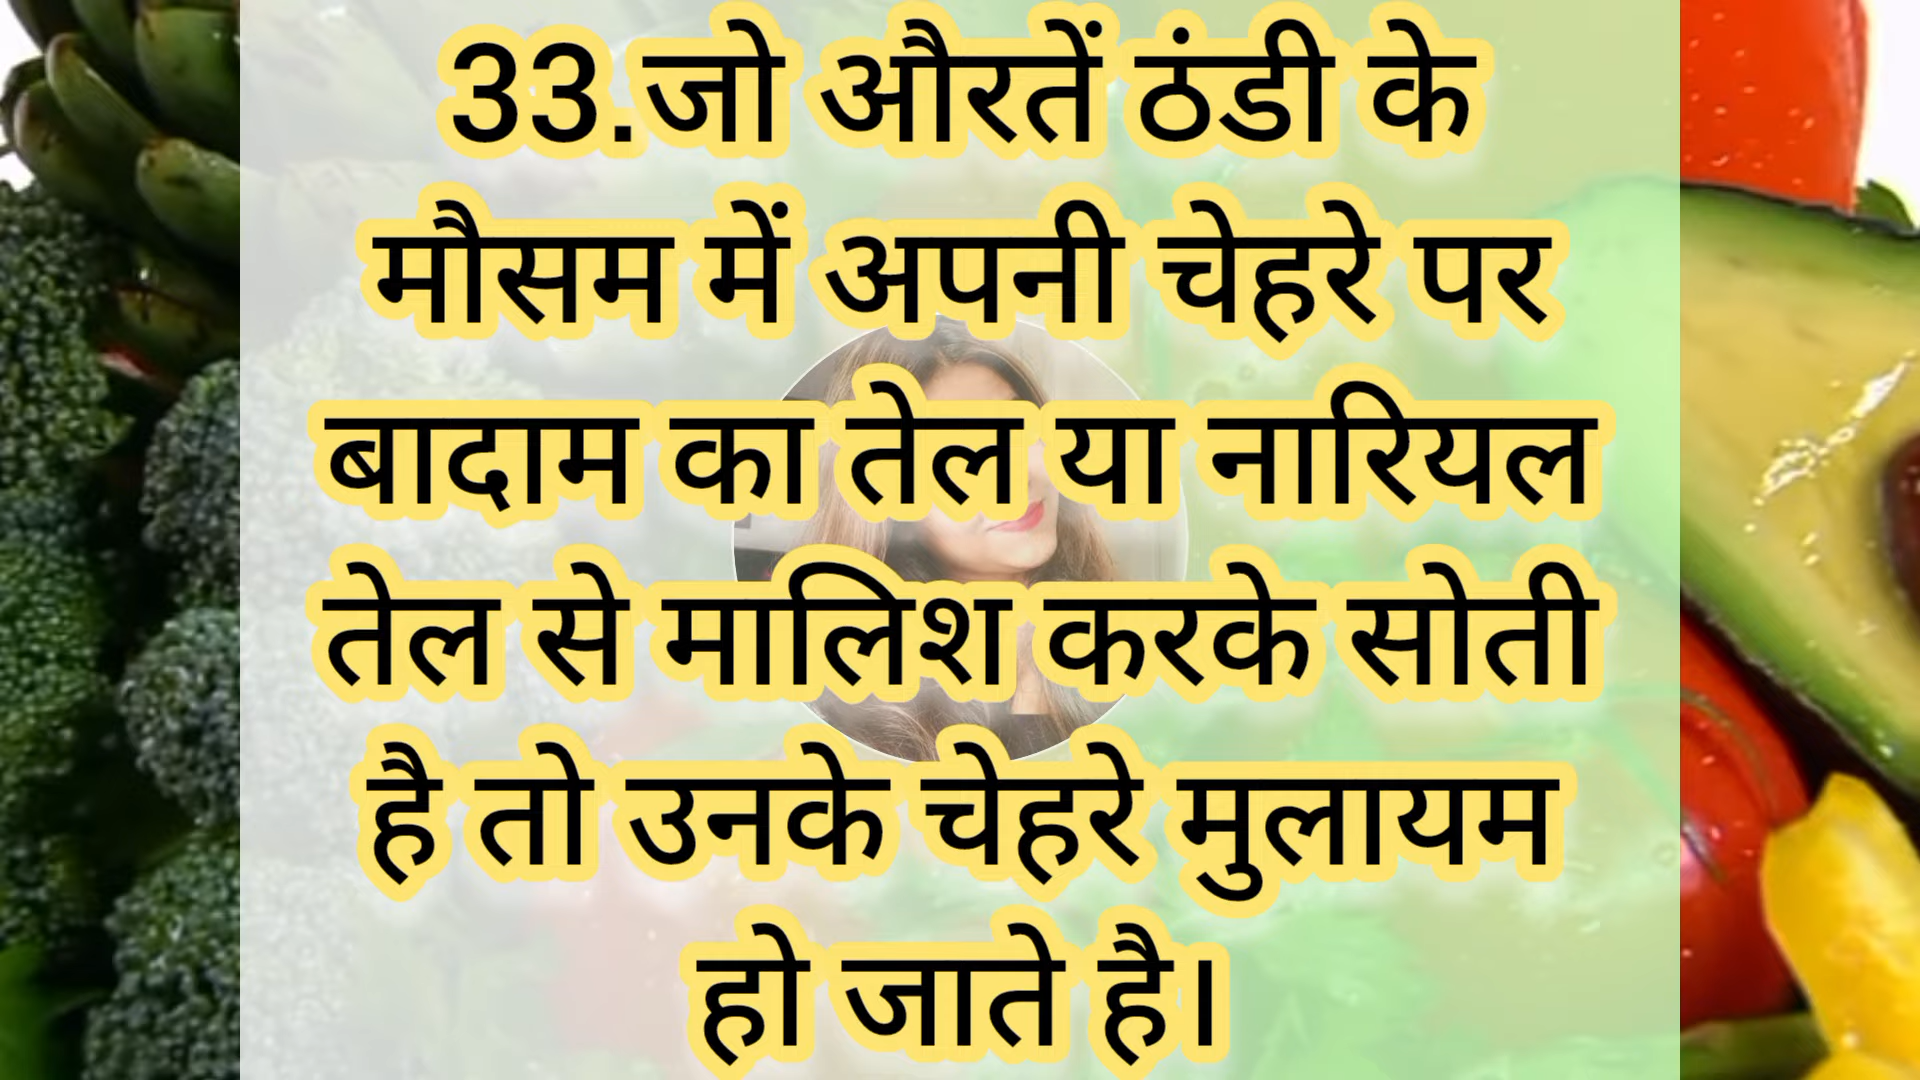 33.जो औरतें ठंडी के
मौसम में अपनी चेहरे पर
बादाम का तेल या नारियल
तेल से मालिश करके सोती
है तो उनके चेहरे मुलायम
हो जाते है।